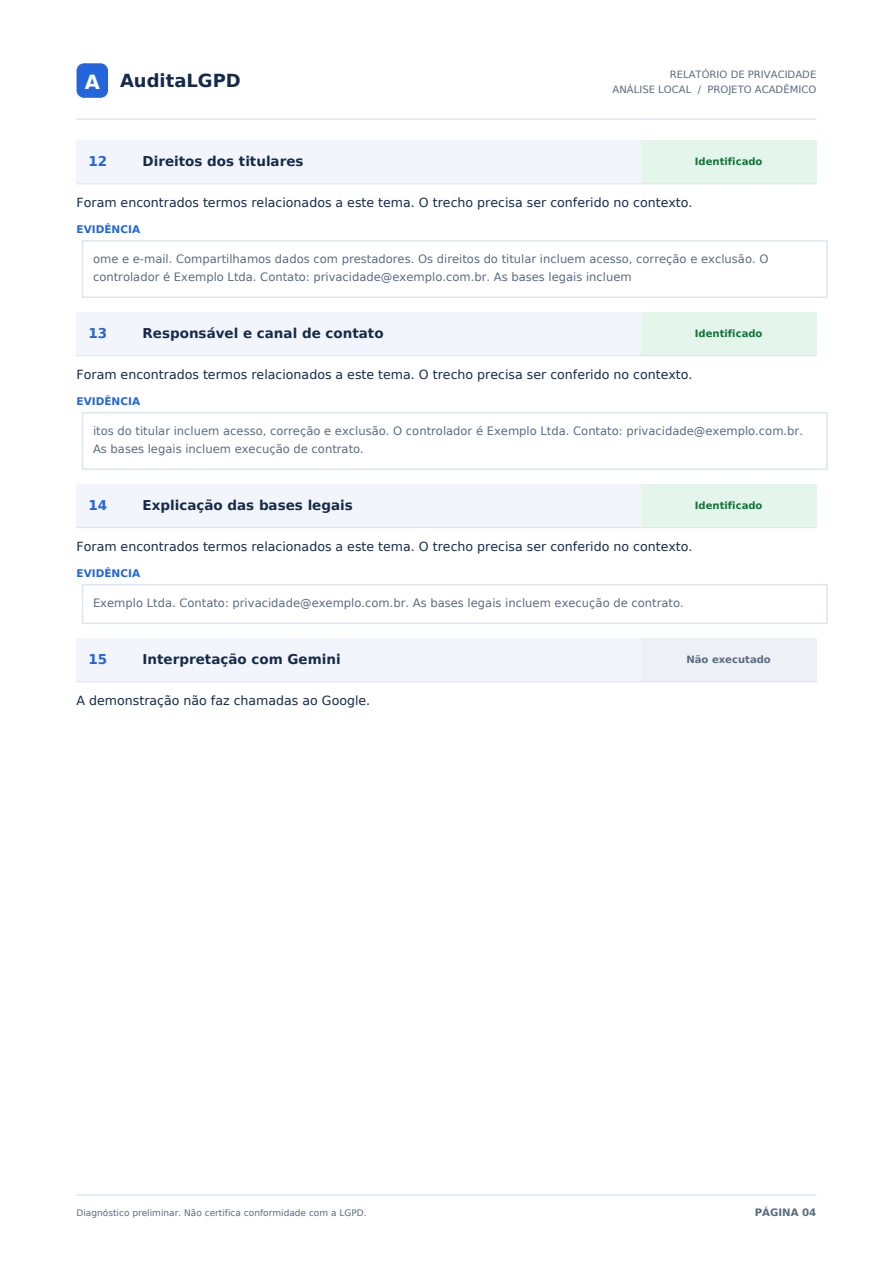 A AuditaLGPD
RELATÓRIO DE PRIVACIDADE
ANÁLISE LOCAL / PROJETO ACADÊMICO
12 Direitos dos titulares Identificado
Foram encontrados termos relacionados a este tema. O trecho precisa ser conferido no contexto.
EVIDÊNCIA
ome e e-mail. Compartilhamos dados com prestadores. Os direitos do titular incluem acesso, correção e exclusão. O
controlador é Exemplo Ltda. Contato: privacidade@exemplo.com.br. As bases legais incluem
13 Responsável e canal de contato Identificado
Foram encontrados termos relacionados a este tema. O trecho precisa ser conferido no contexto.
EVIDÊNCIA
itos do titular incluem acesso, correção e exclusão. O controlador é Exemplo Ltda. Contato: privacidade@exemplo.com.br.
As bases legais incluem execução de contrato.
14 Explicação das bases legais Identificado
Foram encontrados termos relacionados a este tema. O trecho precisa ser conferido no contexto.
EVIDÊNCIA
Exemplo Ltda. Contato: privacidade@exemplo.com.br. As bases legais incluem execução de contrato.
15 Interpretação com Gemini Não executado
A demonstração não faz chamadas ao Google.
Diagnóstico preliminar. Não certifica conformidade com a LGPD.
PÁGINA 04